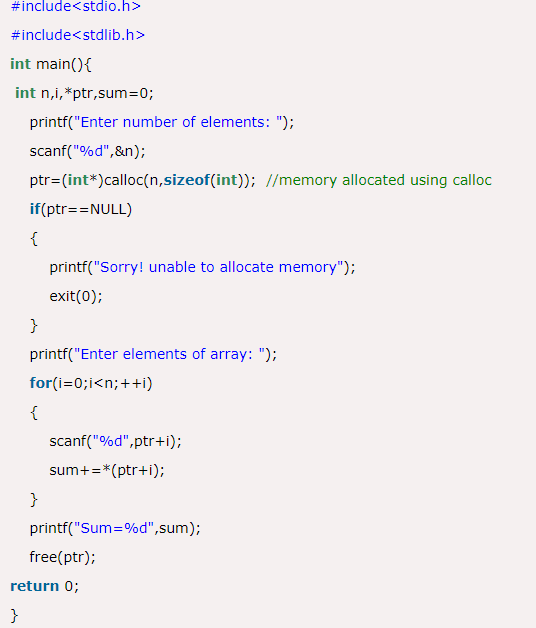 #include<stdio.h>
#include<stdlib.h>
int main(){
 int n,i,*ptr,sum=0;
    printf("Enter number of elements: ");
    scanf("%d",&n);
    ptr=(int*)calloc(n,sizeof(int));  //memory allocated using calloc
    if(ptr==NULL)
    {
        printf("Sorry! unable to allocate memory");
        exit(0);
    }
    printf("Enter elements of array: ");
    for(i=0;i<n;++i)
    {
        scanf("%d",ptr+i);
        sum+=*(ptr+i);
    }
    printf("Sum=%d",sum);
    free(ptr);
return 0;
}